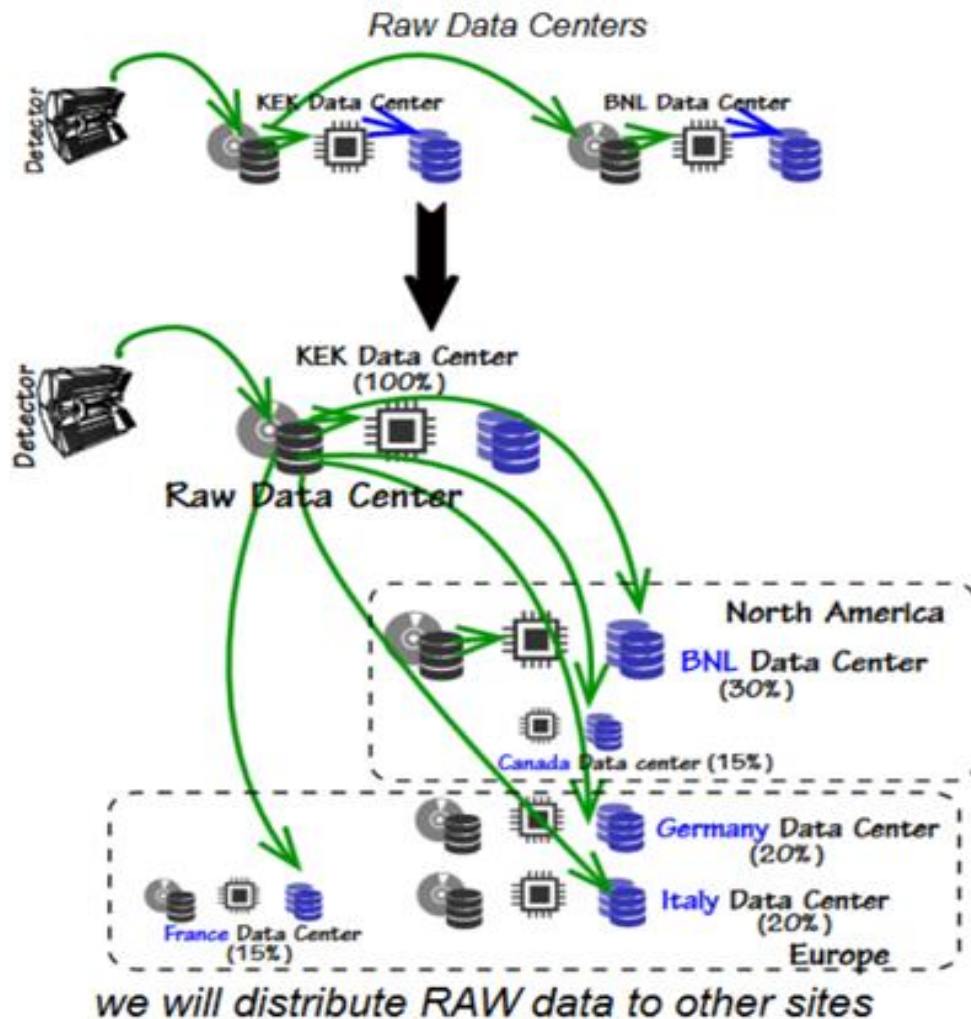 Raw Data Centers
KEK Data Center
BNL Data Center
Detector
KEK Data Center
(100%)
Detector
Raw Data Center
North America
BNL Data Center
(30%)
Canada Data center (15%)
Germany Data Center
(20%)
Italy Data Center
(20%)
France Data Center
(15%)
Europe
we will distribute RAW data to other sites